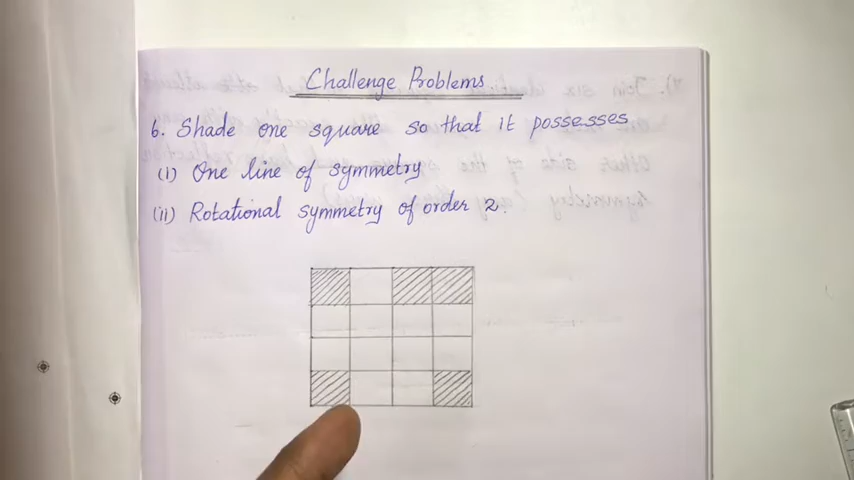 Challenge Problems
6. Shade one square so that it possesses
(i) One line of symmetry
(ii) Rotational symmetry of order 2.